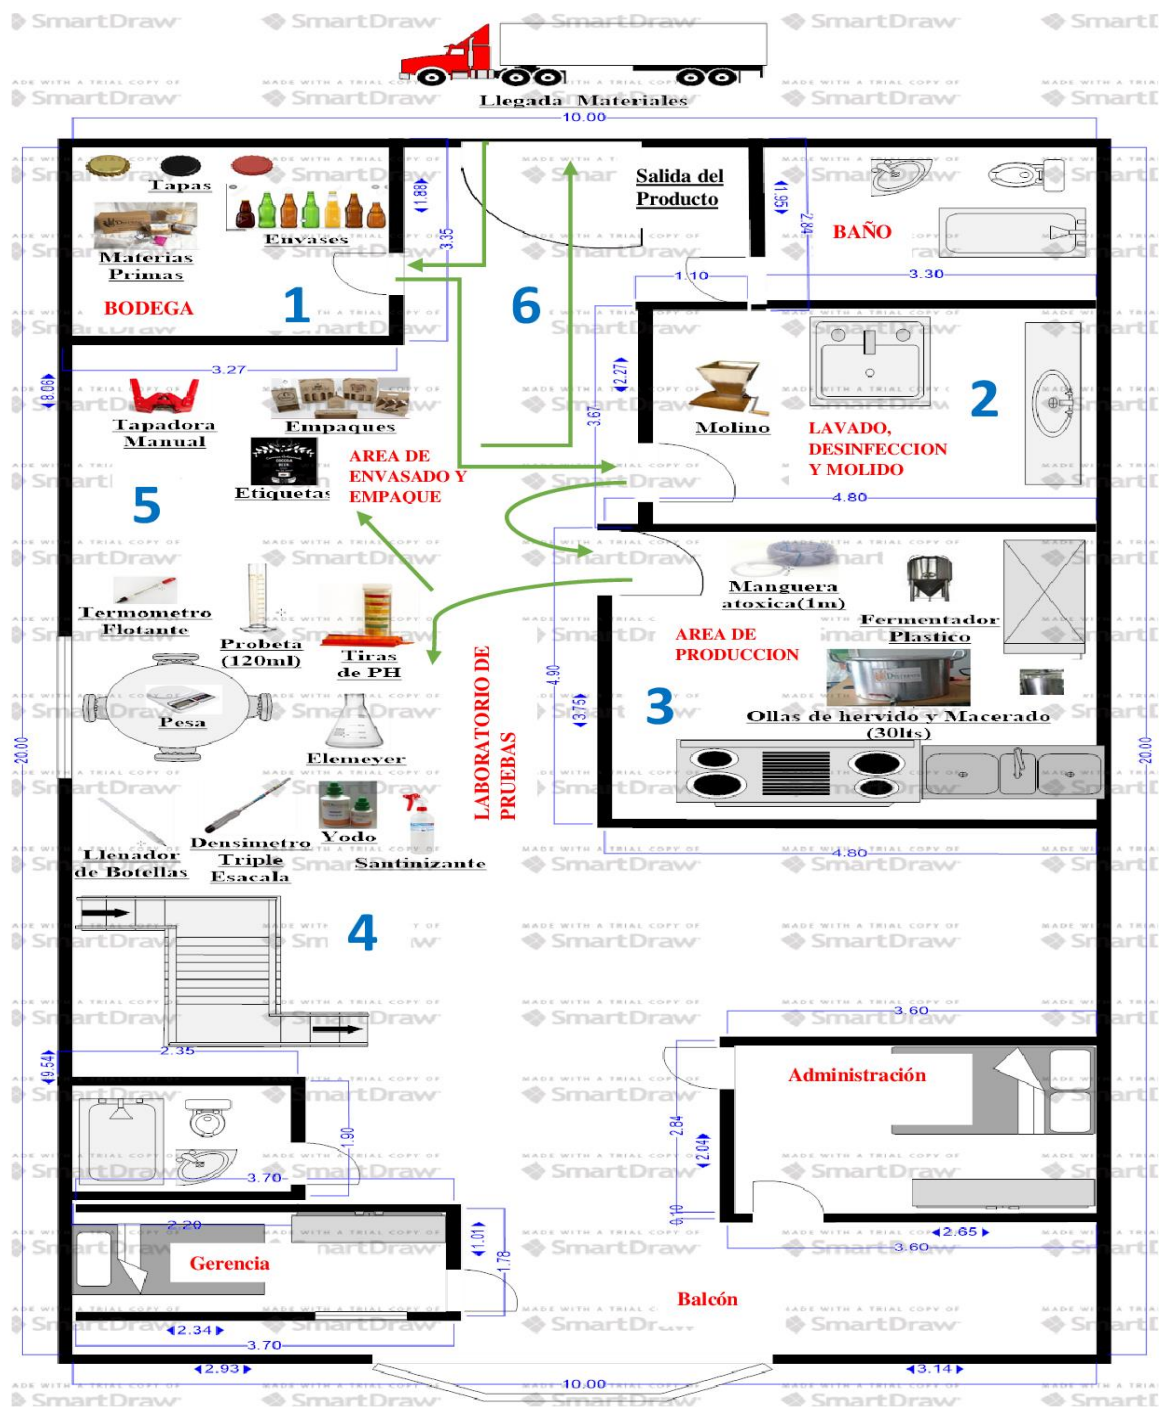 Llegada Materiales
10.00
Tapas
Envases
Materias
Primas
BODEGA
1
1.88
3.35
3.27
Salida del
Producto
6
1.95
2.84
BAÑO
1.10
3.30
8.06
Tapadora
Manual
Empaques
Etiquetas
AREA DE
ENVASADO Y
EMPAQUE
5
2.27
3.67
Molino
2
LAVADO,
DESINFECCION
Y MOLIDO
4.80
Termometro
Flotante
Probeta
(120ml)
Tiras
de PH
Pesa
Elemeyer
LABORATORIO DE
PRUEBAS
Manguera
atoxica(1m)
Fermentador
Plastico
AREA DE
PRODUCCION
3
Ollas de hervido y Macerado
(30lts)
4.90
3.75
20.00
20.00
Llenador
de Botellas
Densimetro
Triple
Esacala
Yodo
Santinizante
4.80
4
3.60
2.35
9.54
1.90
3.70
Administración
2.84
2.04
0.10
2.65
3.60
2.20
Gerencia
1.01
1.78
2.34
3.70
Balcón
2.93
10.00
3.14
MADE WITH A TRIAL COPY OF
SmartDraw